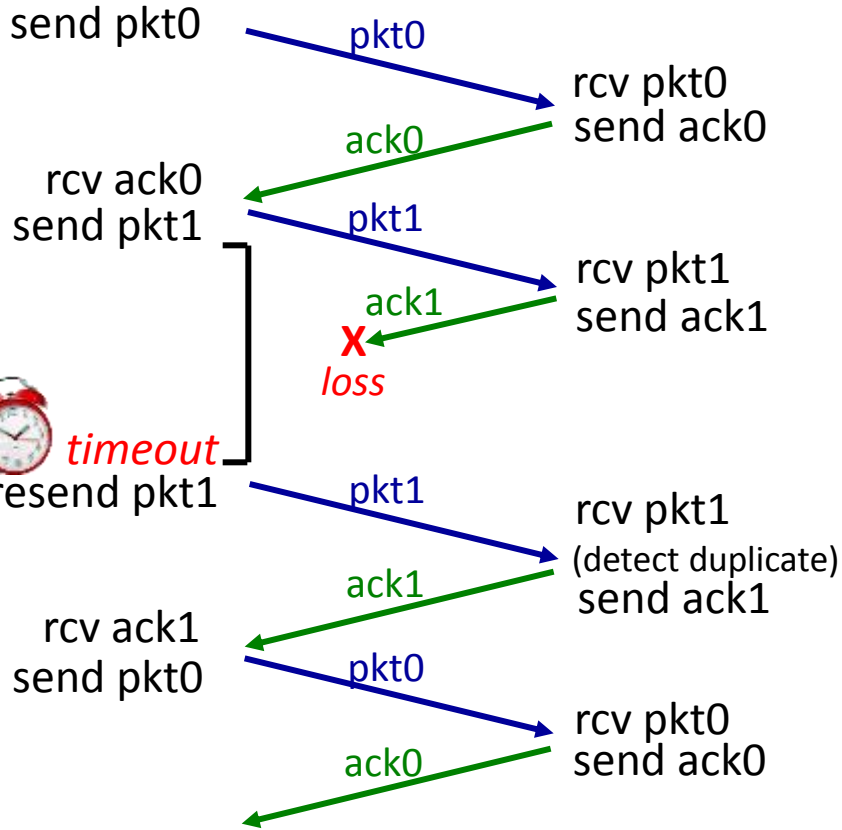 send pkt0
pkt0
rcv pkt0
send ack0
ack0
rcv ack0
send pkt1
pkt1
rcv pkt1
send ack1
ack1
X
loss
timeout
resend pkt1
pkt1
rcv pkt1
(detect duplicate)
send ack1
ack1
rcv ack1
send pkt0
pkt0
rcv pkt0
send ack0
ack0